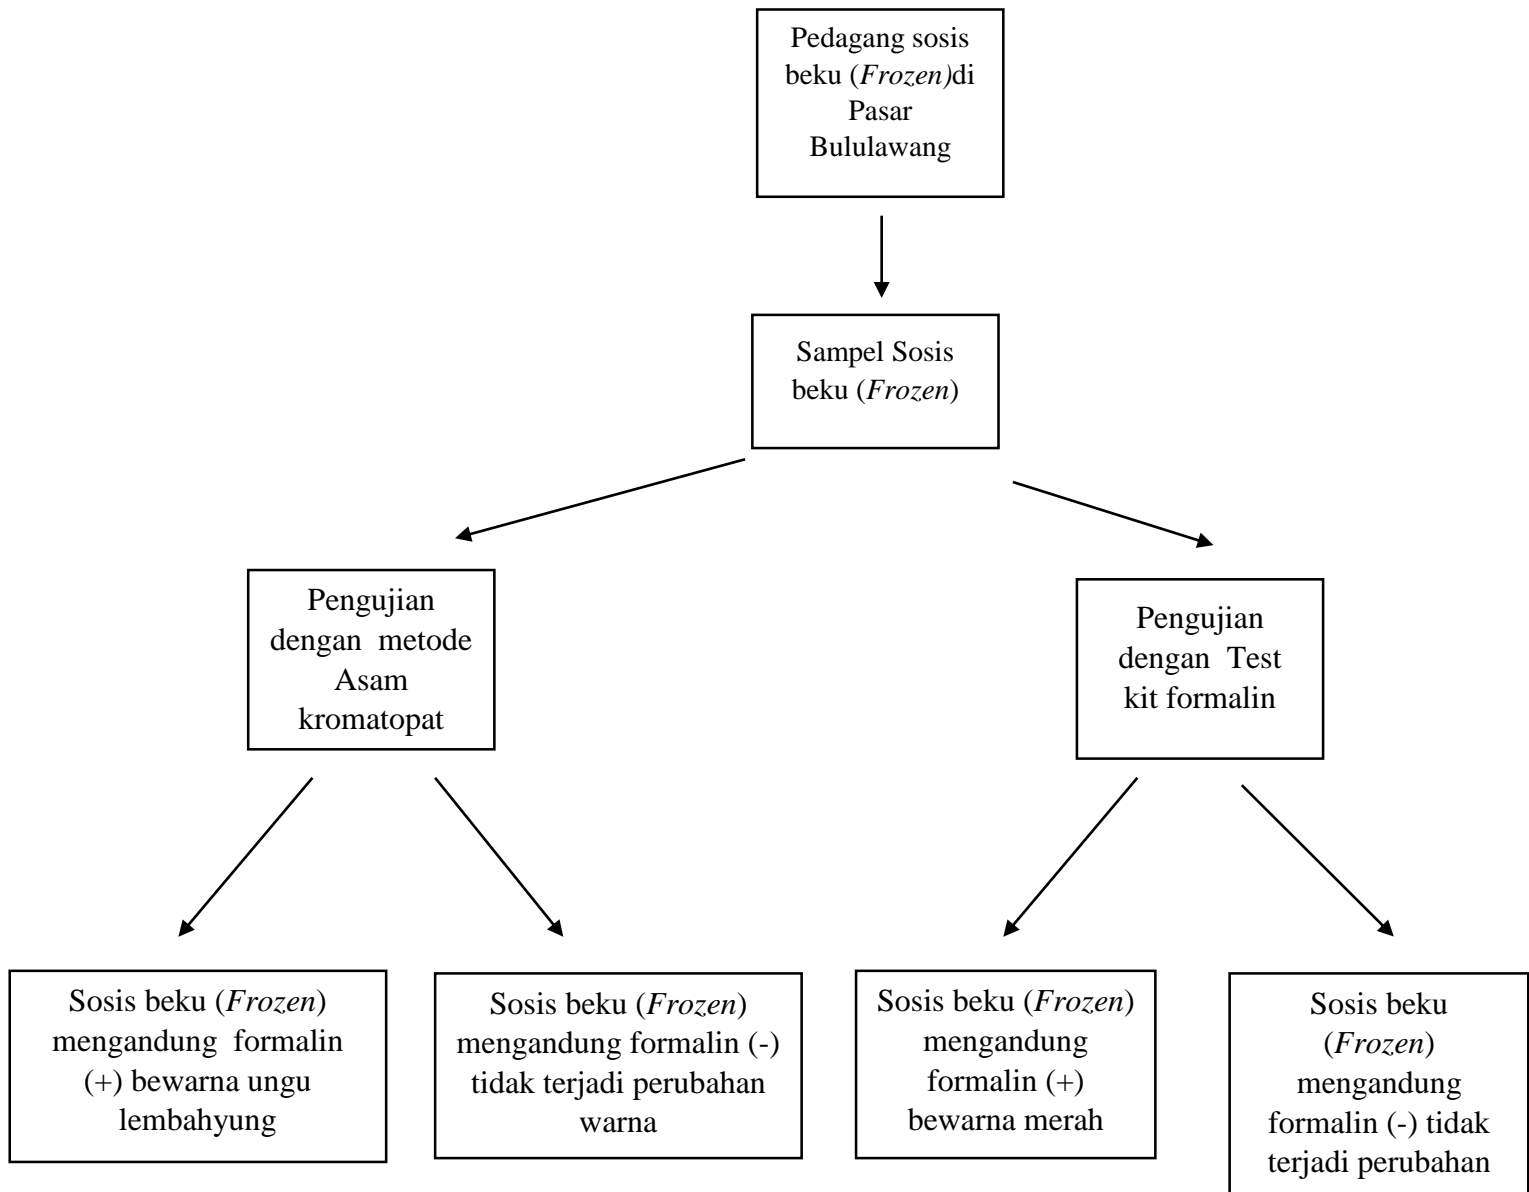 Pedagang sosis
beku (Frozen)di
Pasar
Bululawang
Sampel Sosis
beku (Frozen)
Pengujian
dengan metode
Asam
kromatopat
Pengujian
dengan Test
kit formalin
Sosis beku (Frozen)
mengandung formalin
(+) bewarna ungu
lembahyung
Sosis beku (Frozen)
mengandung formalin (-)
tidak terjadi perubahan
warna
Sosis beku (Frozen)
mengandung
formalin (+)
bewarna merah
Sosis beku
(Frozen)
mengandung
formalin (-) tidak
terjadi perubahan